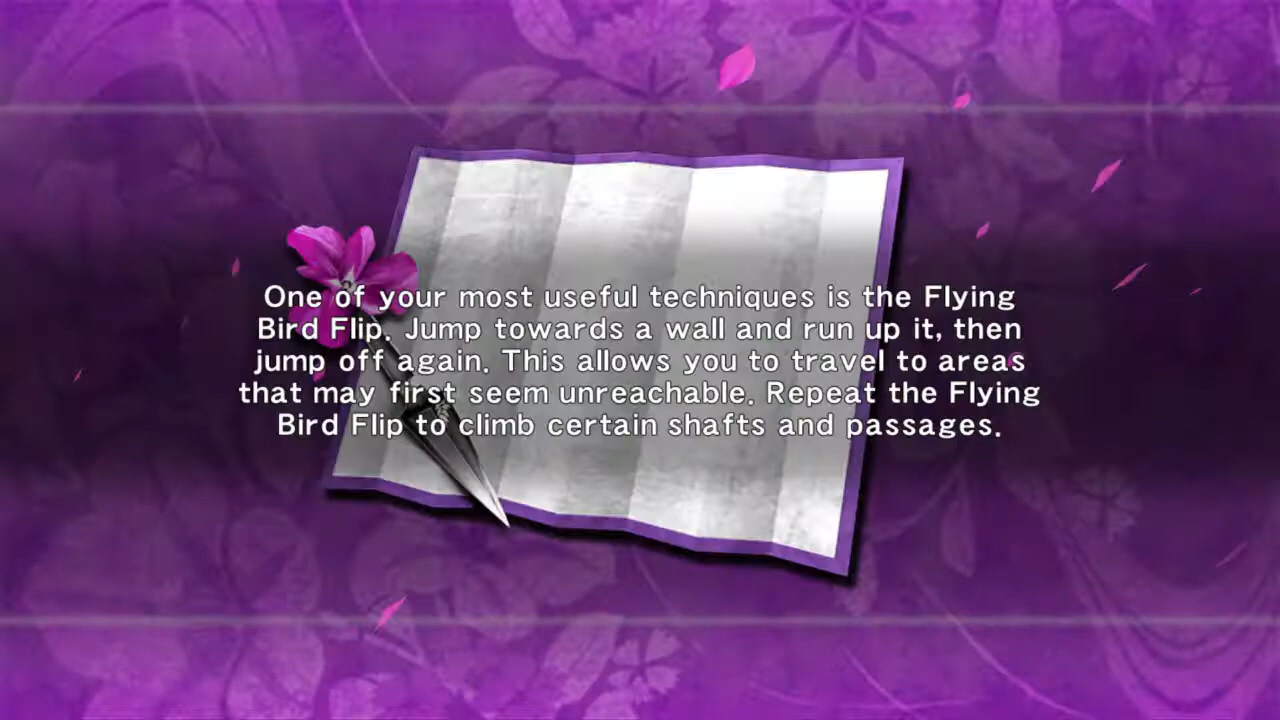 One of your most useful techniques is the Flying
Bird Flip. Jump towards a wall and run up it, then
jump off again. This allows you to travel to areas
that may first seem unreachable. Repeat the Flying
Bird Flip to climb certain shafts and passages.